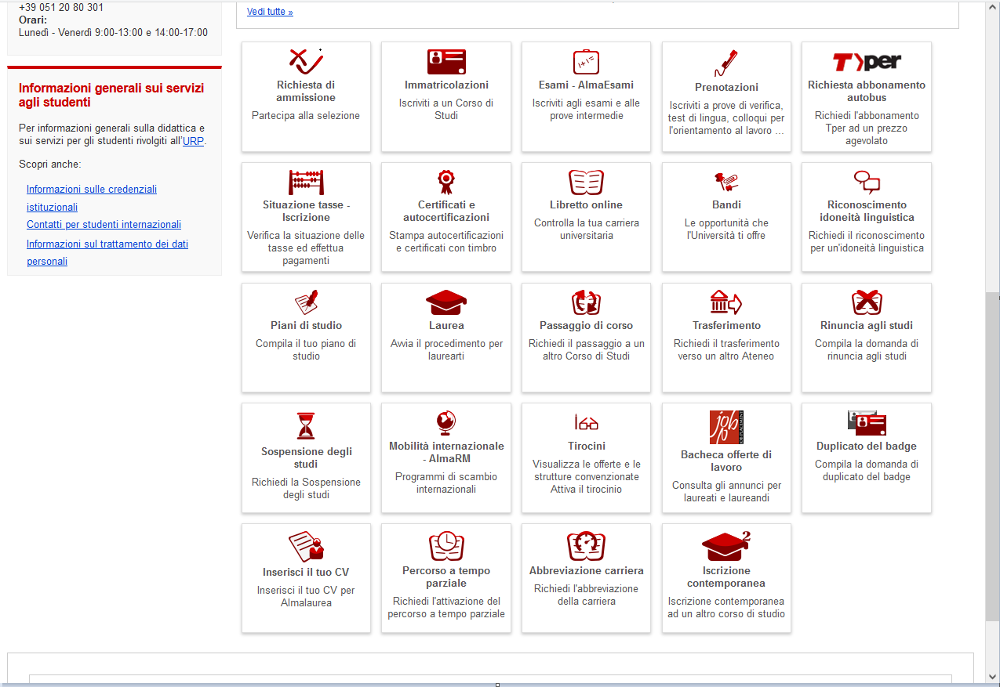 +39 051 20 80 301
Orari:
Lunedì - Venerdì 9:00-13:00 e 14:00-17:00
Informazioni generali sui servizi
agli studenti
Per informazioni generali sulla didattica e
sui servizi per gli studenti rivolgiti all'URP.
Scopri anche:
Informazioni sulle credenziali
istituzionali
Contatti per studenti internazionali
Informazioni sul trattamento dei dati
personali
Vedi tutte »
Richiesta di
ammissione
Partecipa alla selezione
Immatricolazioni
Iscriviti a un Corso di
Studi
Esami - AlmaEsami
Iscriviti agli esami e alle
prove intermedie
Prenotazioni
Iscriviti a prove di verifica,
test di lingua, colloqui per
l'orientamento al lavoro ...
Tper
Richiesta abbonamento
autobus
Richiedi l'abbonamento
Tper ad un prezzo
agevolato
Situazione tasse -
Iscrizione
Verifica la situazione delle
tasse ed effettua
pagamenti
Certificati e
autocertificazioni
Stampa autocertificazioni
e certificati con timbro
Libretto online
Controlla la tua carriera
universitaria
Bandi
Le opportunità che
l'Università ti offre
Riconoscimento
idoneità linguistica
Richiedi il riconoscimento
per un'idoneità linguistica
Piani di studio
Compila il tuo piano di
studio
Laurea
Avvia il procedimento per
laurearti
Passaggio di corso
Richiedi il passaggio a un
altro Corso di Studi
Trasferimento
Richiedi il trasferimento
verso un altro Ateneo
Rinuncia agli studi
Compila la domanda di
rinuncia agli studi
Sospensione degli
studi
Richiedi la Sospensione
degli studi
Mobilità internazionale
- AlmaRM
Programmi di scambio
internazionali
Tirocini
Visualizza le offerte e le
strutture convenzionate
Attiva il tirocinio
job
JOB PLACEMENT
Bacheca offerte di
lavoro
Consulta gli annunci per
laureati e laureandi
Duplicato del badge
Compila la domanda di
duplicato del badge
Inserisci il tuo CV
Inserisci il tuo CV per
Almalaurea
Percorso a tempo
parziale
Richiedi l'attivazione del
percorso a tempo parziale
Abbreviazione carriera
Richiedi l'abbreviazione
della carriera
2
Iscrizione
contemporanea
Iscrizione contemporanea
ad un altro corso di studio